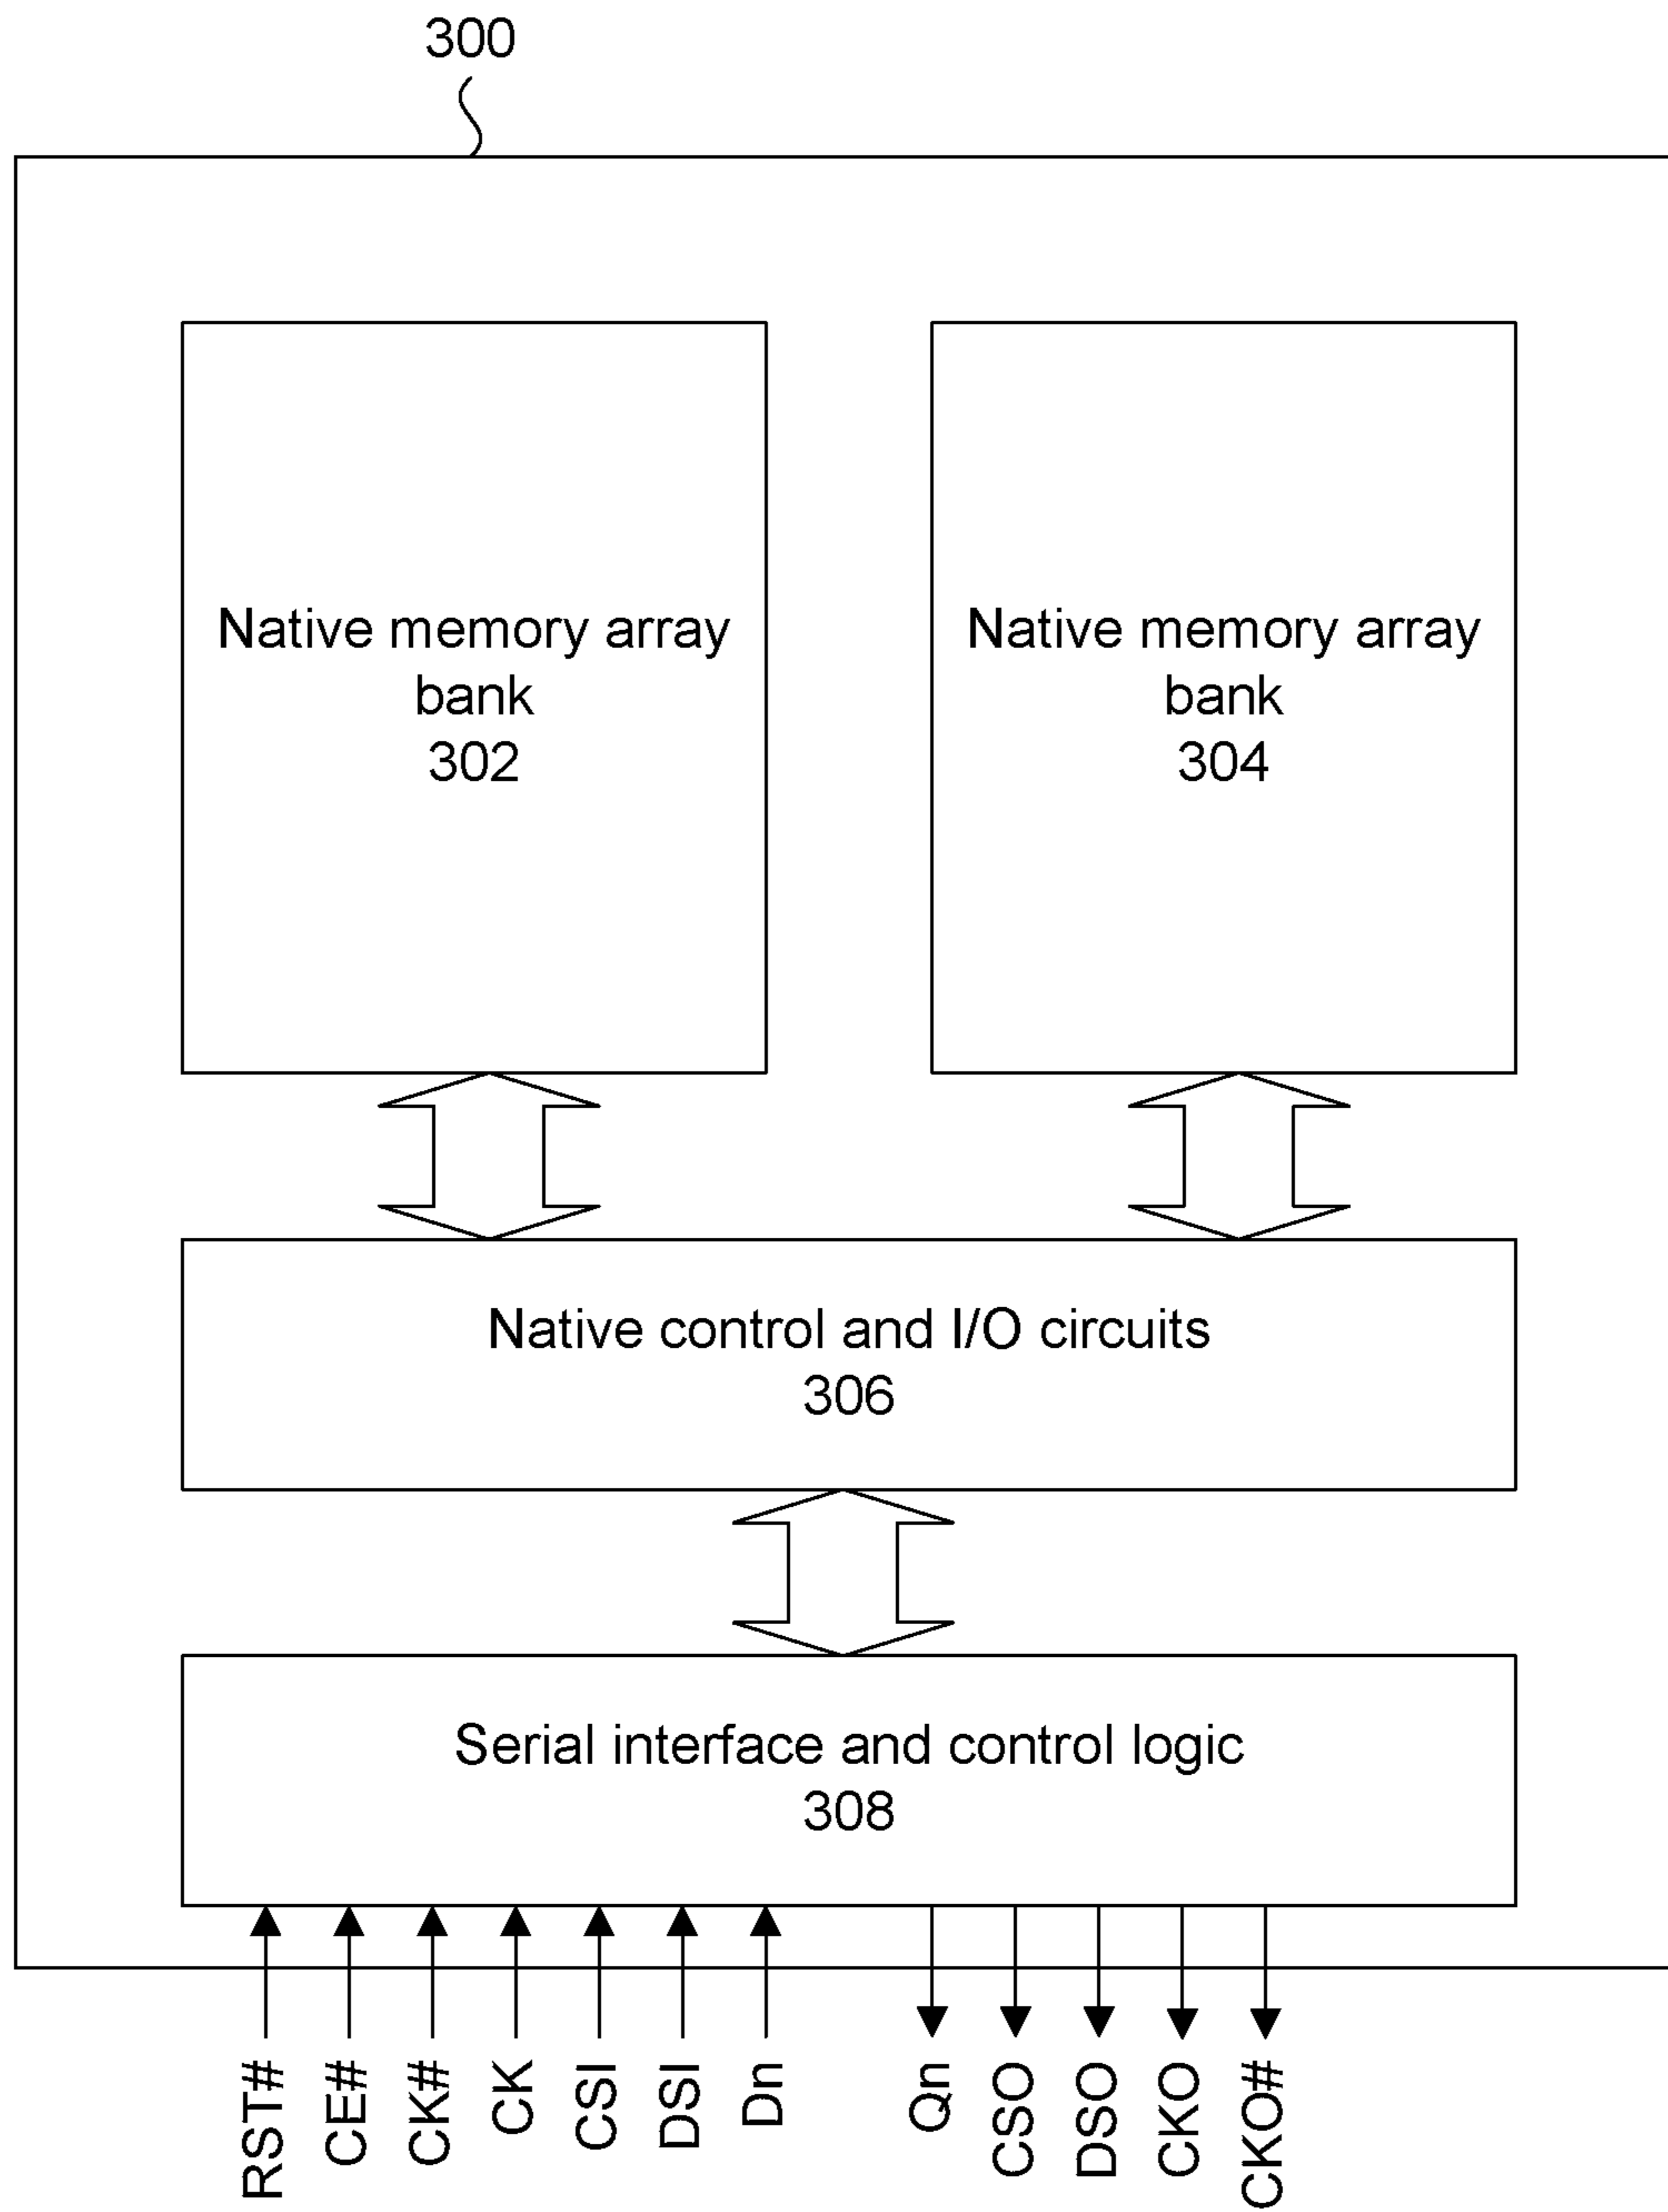 300
Native memory array
bank
302
Native memory array
bank
304
Native control and I/O circuits
306
Serial interface and control logic
308
RST#
CE#
CK#
CK
CSI
DSI
Dn
Qn
CSO
DSO
CKO
CKO#